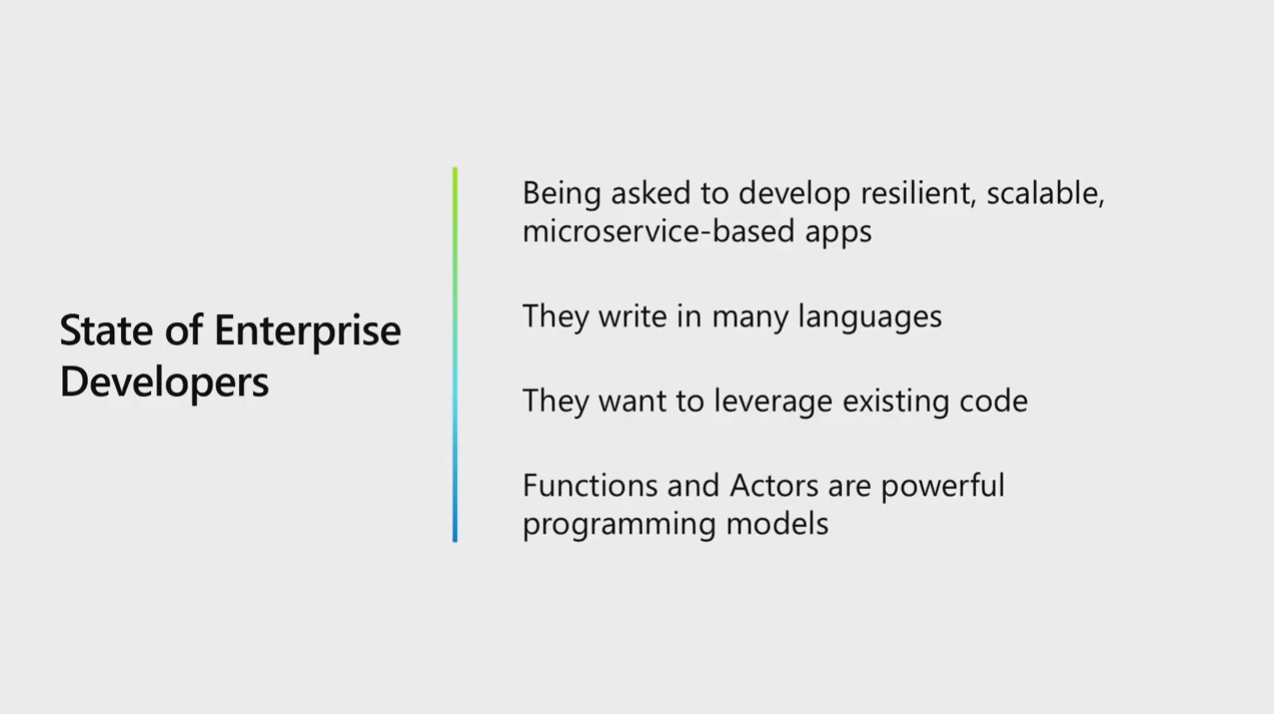 State of Enterprise
Developers
Being asked to develop resilient, scalable,
microservice-based apps
They write in many languages
They want to leverage existing code
Functions and Actors are powerful
programming models